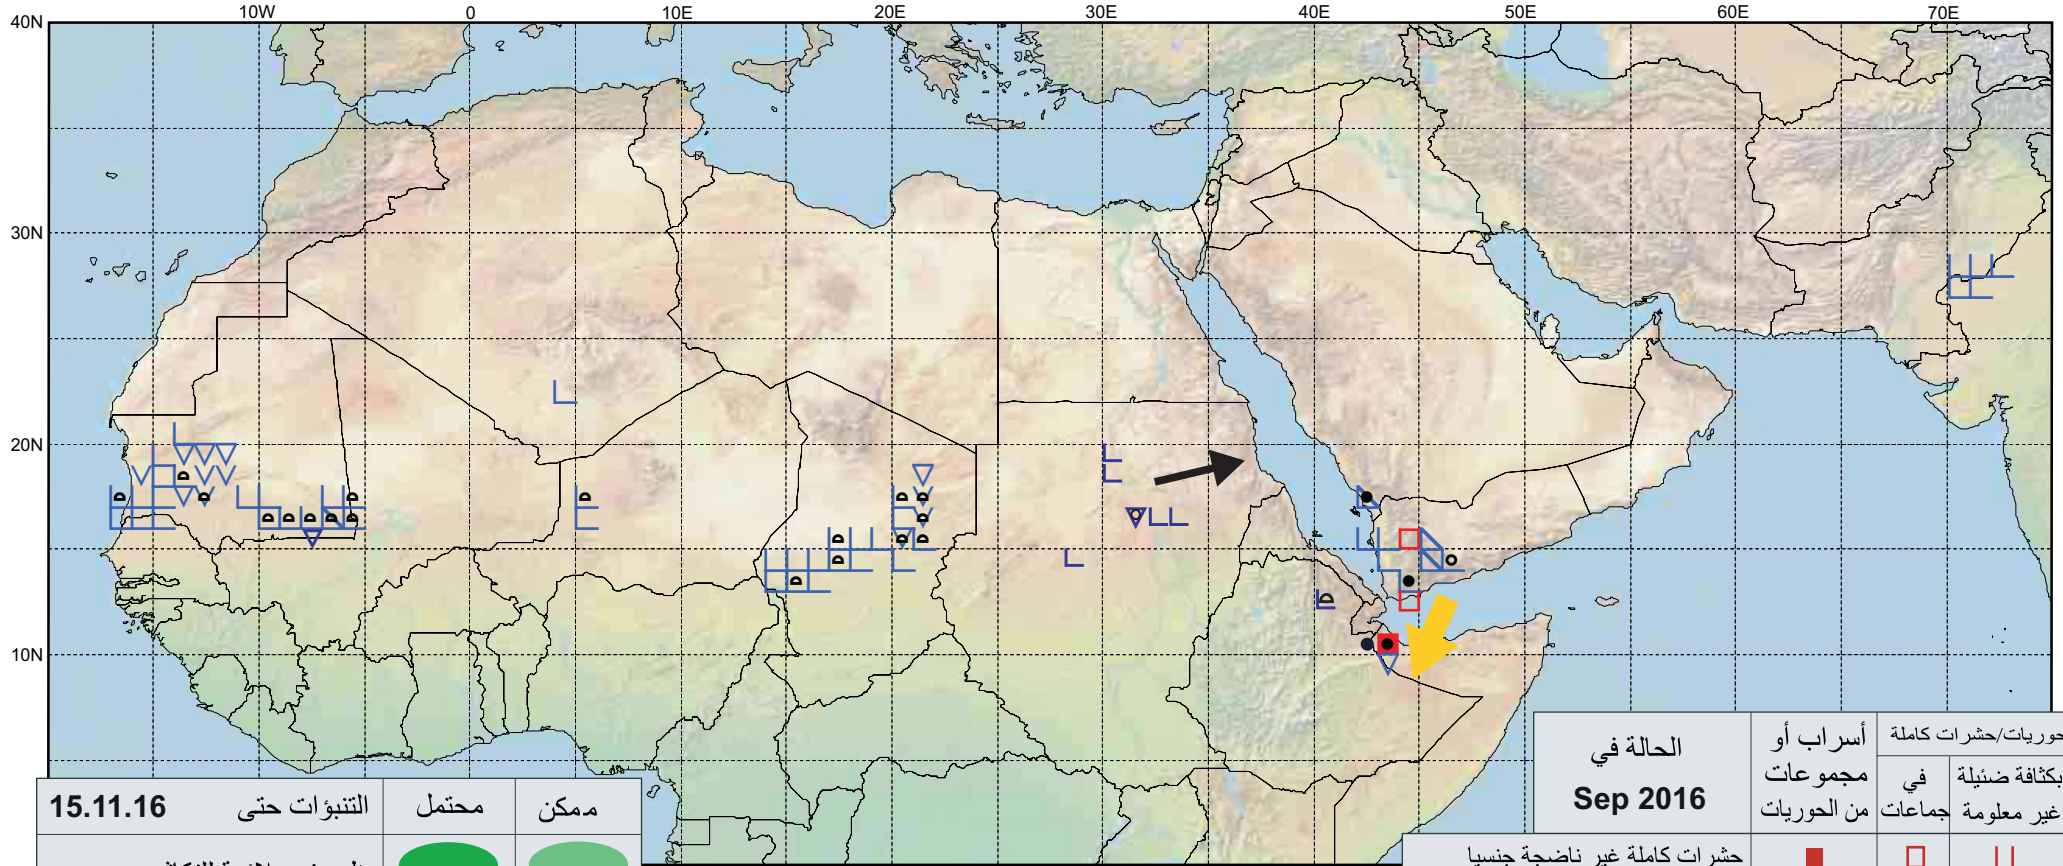 10W 0 10E 20E 30E 40E 50E 60E 70E
40N
30N
20N
10N
التنبؤات حتى 15.11.16
محتمل
ممكن
الحالة في
Sep 2016
أسراب أو
مجموعات
من الحوريات
حوريات/حشرات كاملة
في
جماعات
بكثافة ضئيلة
غير معلومة
حشرات كاملة غير ناضجة جنسيا